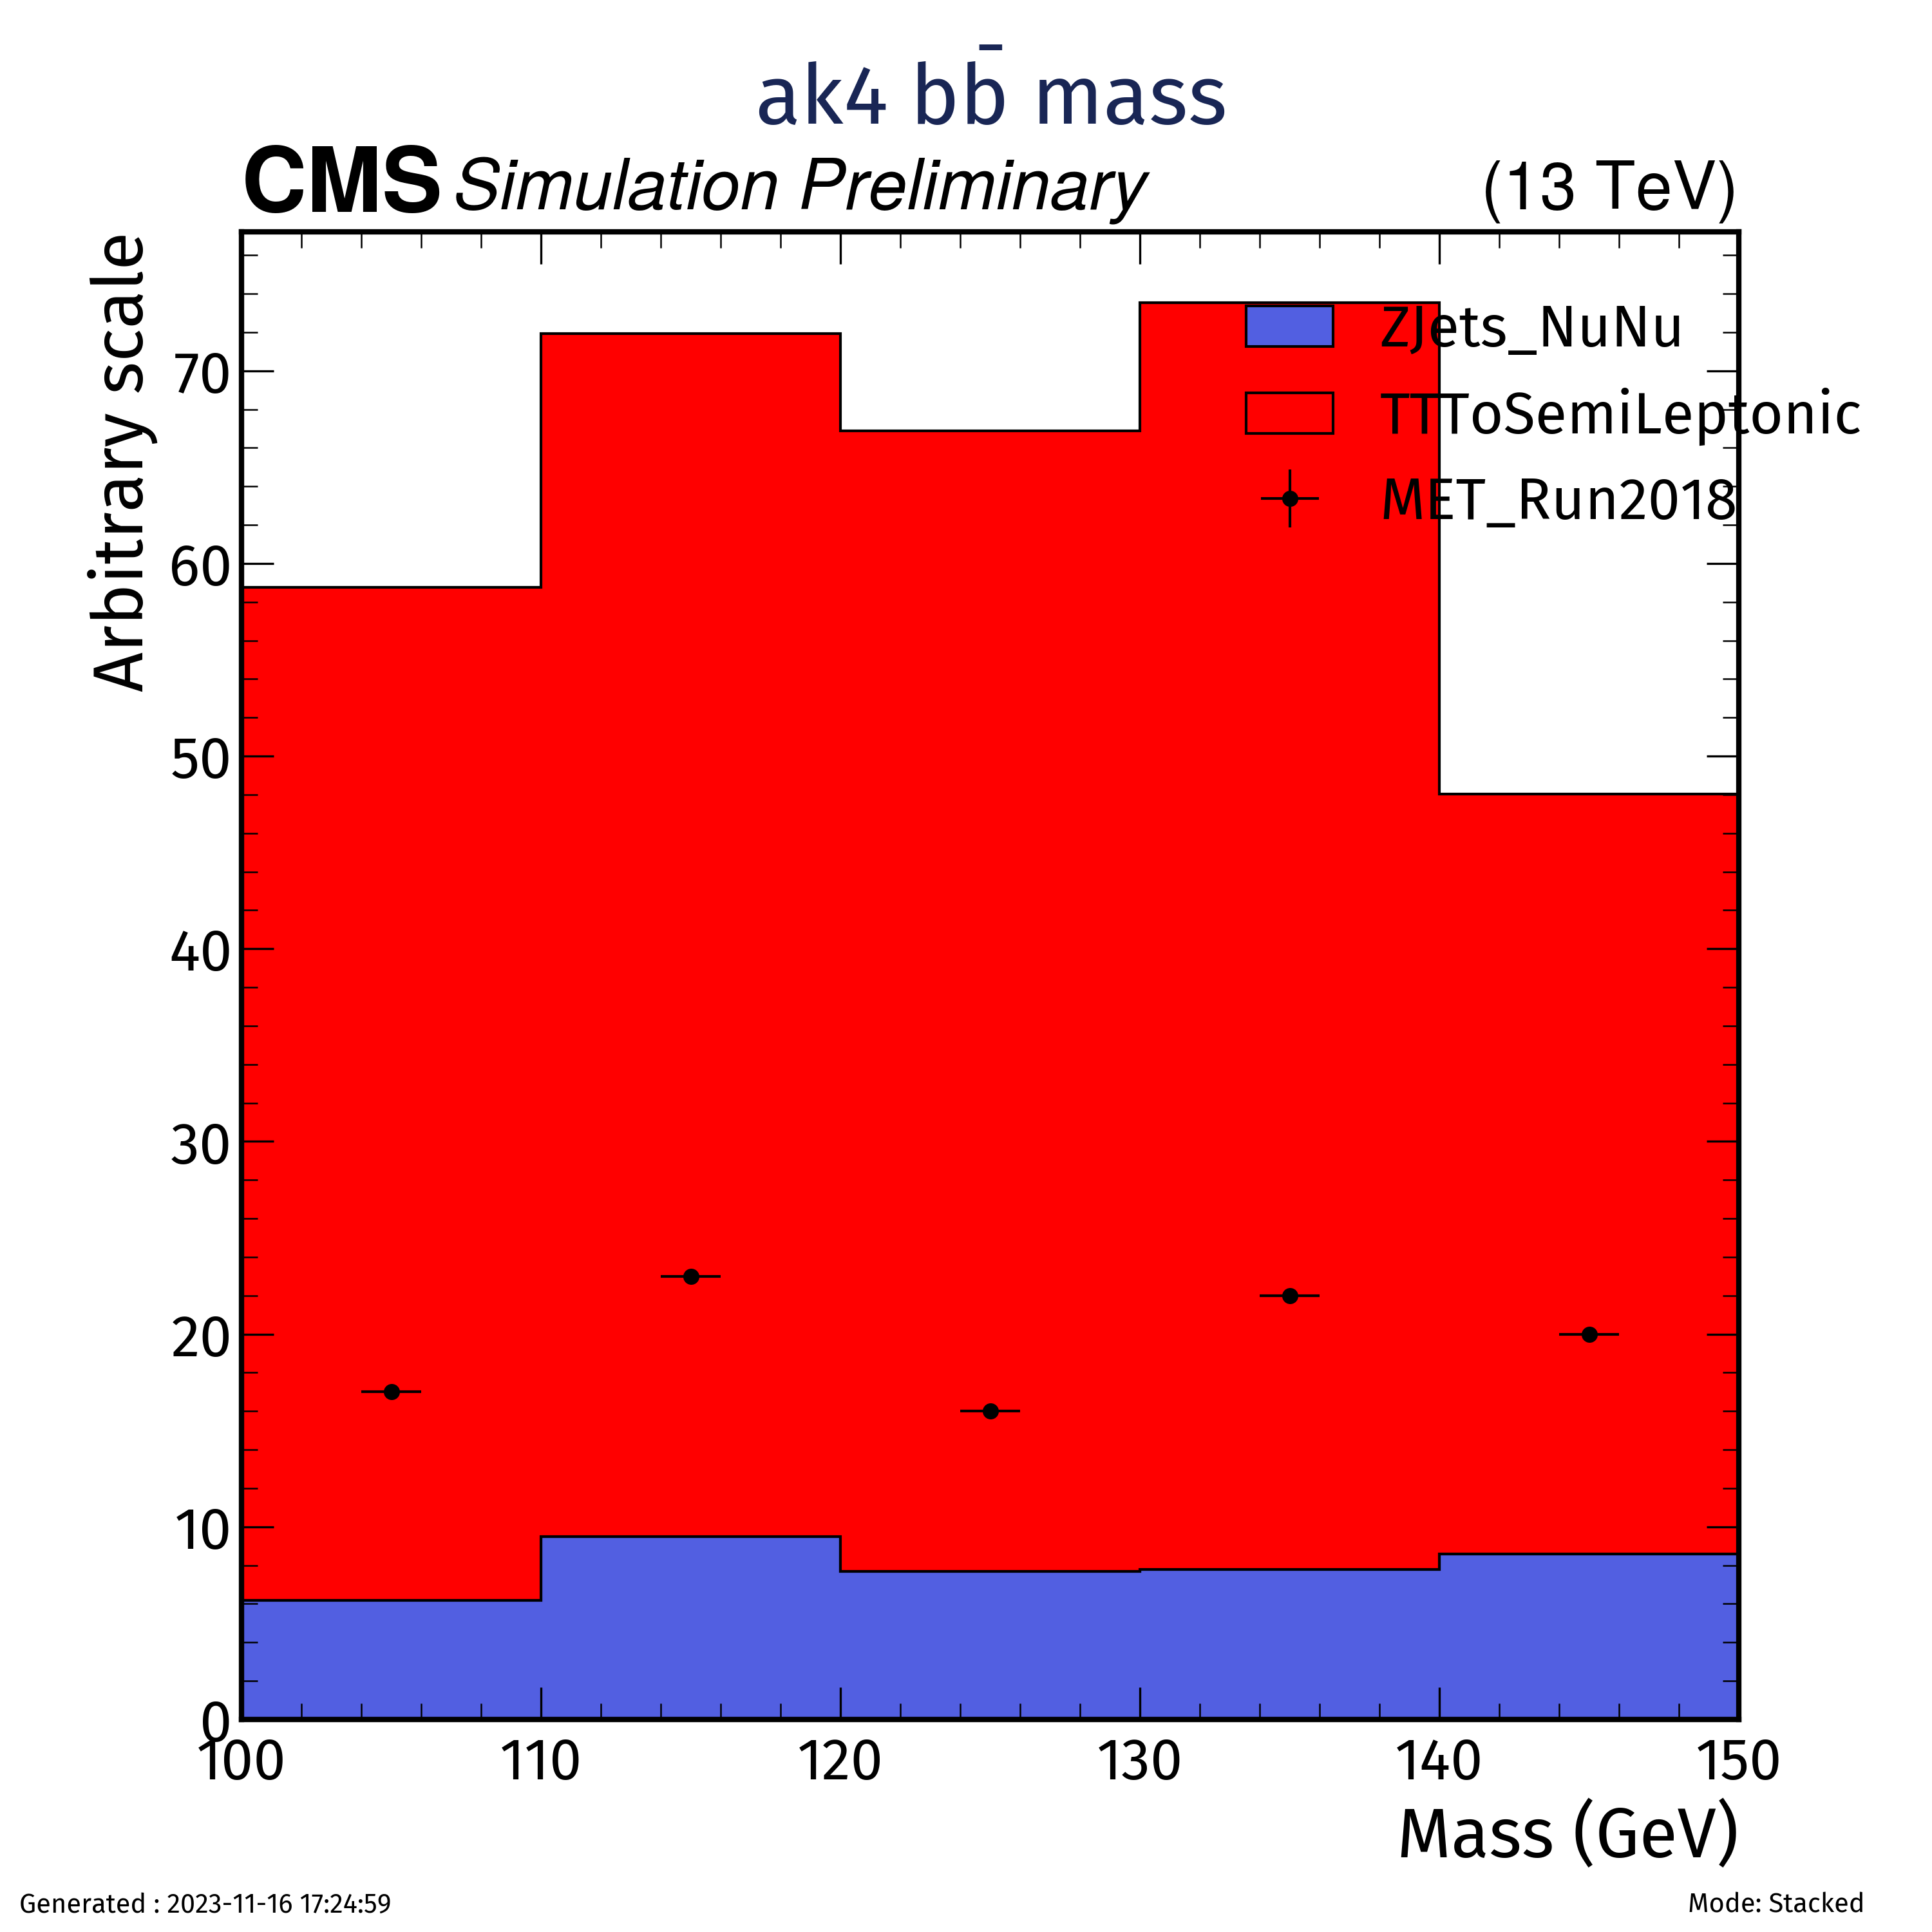 ak4 bb̄ mass
CMS Simulation Preliminary (13 TeV)
Arbitrary scale
ZJets_NuNu
TTToSemiLeptonic
MET_Run2018
70
60
50
40
30
20
10
0
100 110 120 130 140 150
Mass (GeV)
Generated : 2023-11-16 17:24:59 Mode: Stacked